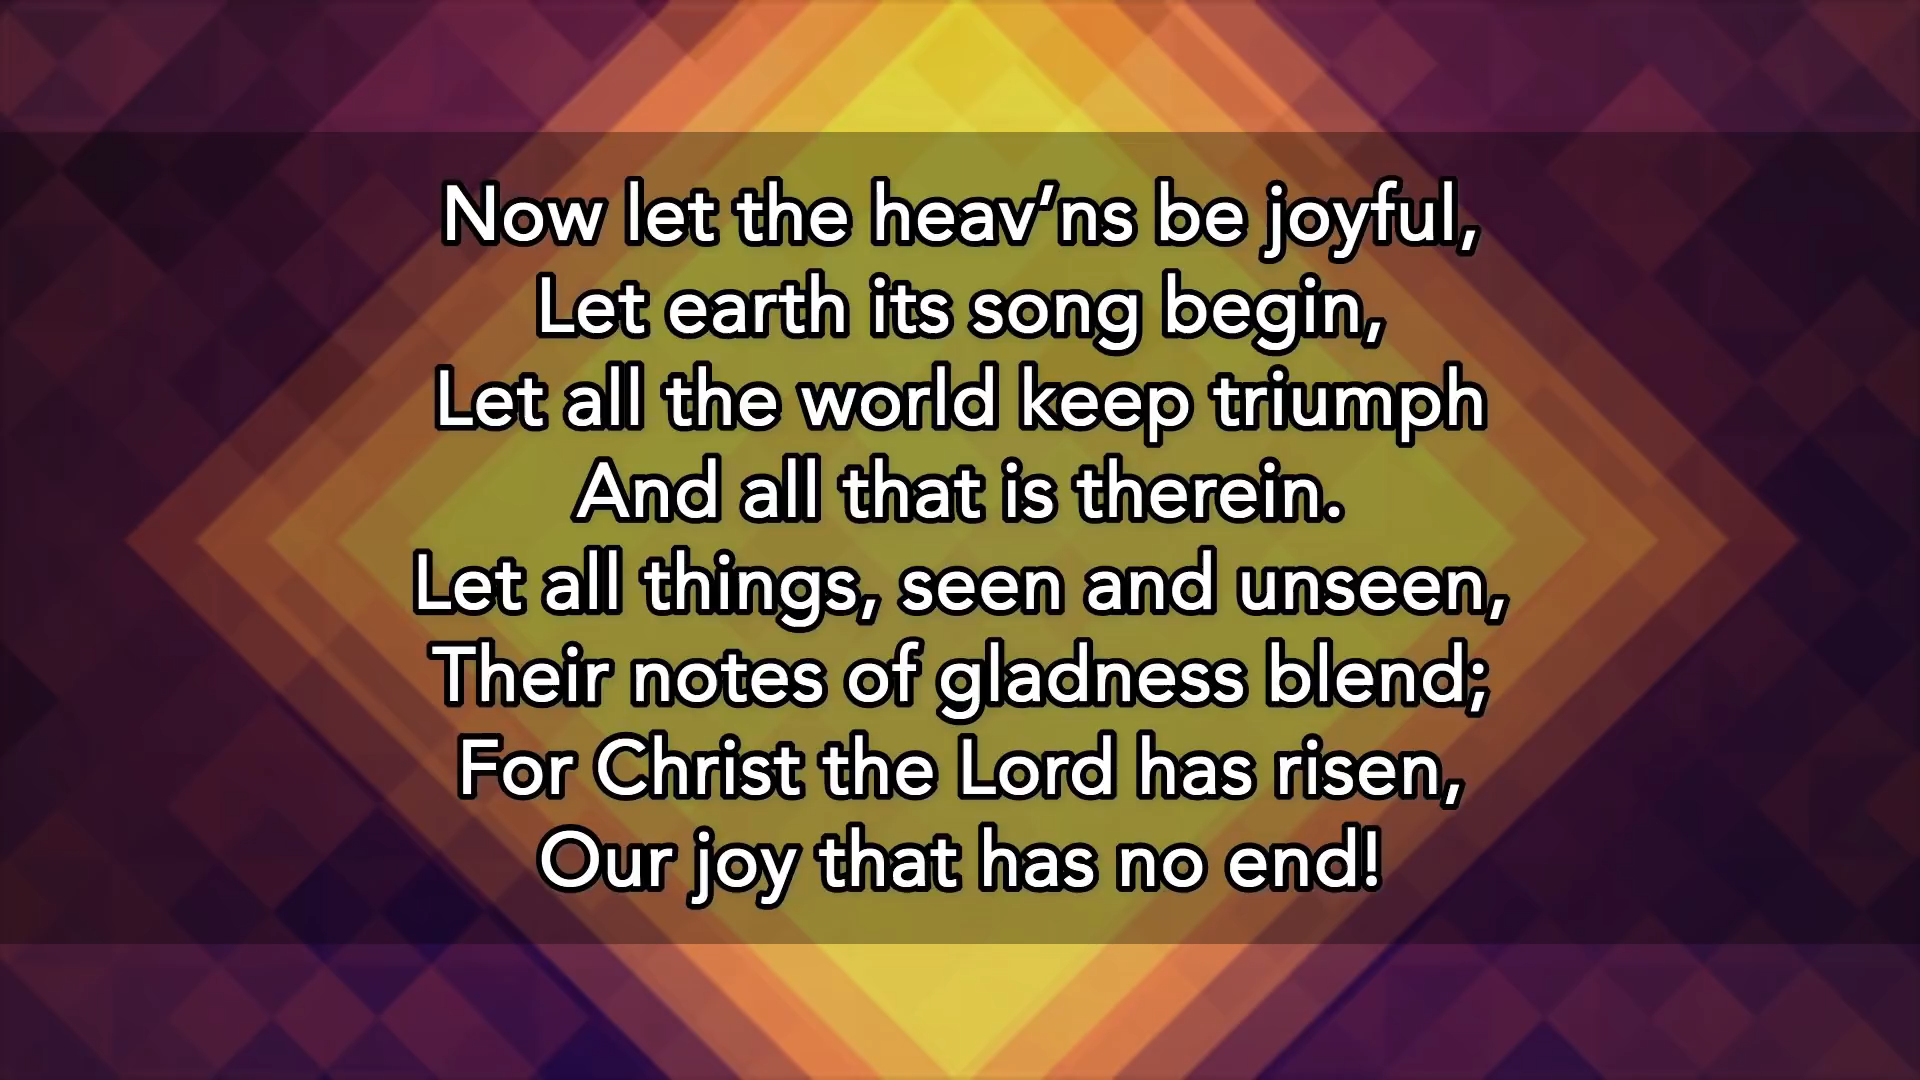 Now let the heav’ns be joyful,
Let earth its song begin,
Let all the world keep triumph
And all that is therein.
Let all things, seen and unseen,
Their notes of gladness blend;
For Christ the Lord has risen,
Our joy that has no end!